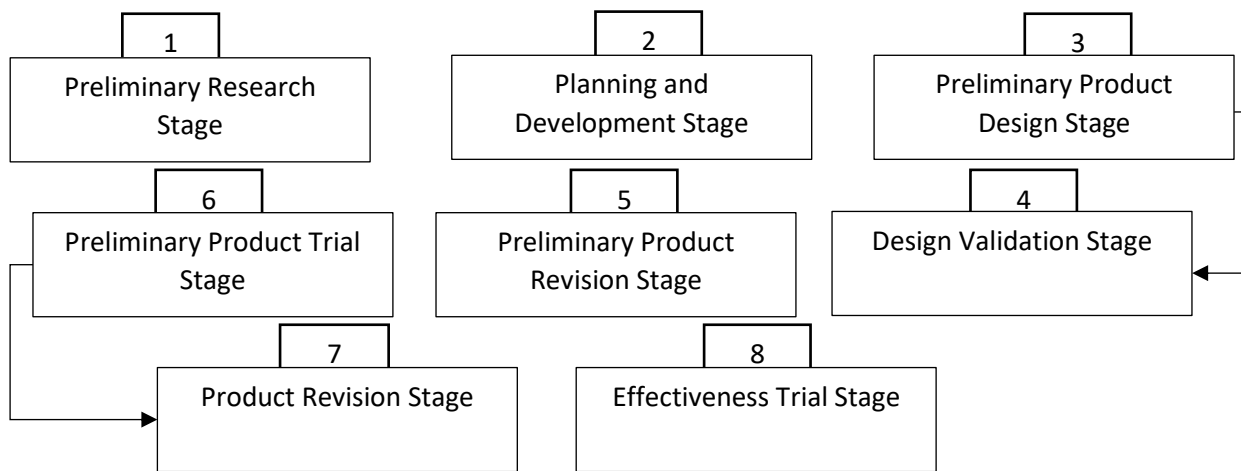 1
Preliminary Research
Stage
2
Planning and
Development Stage
3
Preliminary Product
Design Stage
6
Preliminary Product Trial
Stage
5
Preliminary Product
Revision Stage
4
Design Validation Stage
7
Product Revision Stage
8
Effectiveness Trial Stage